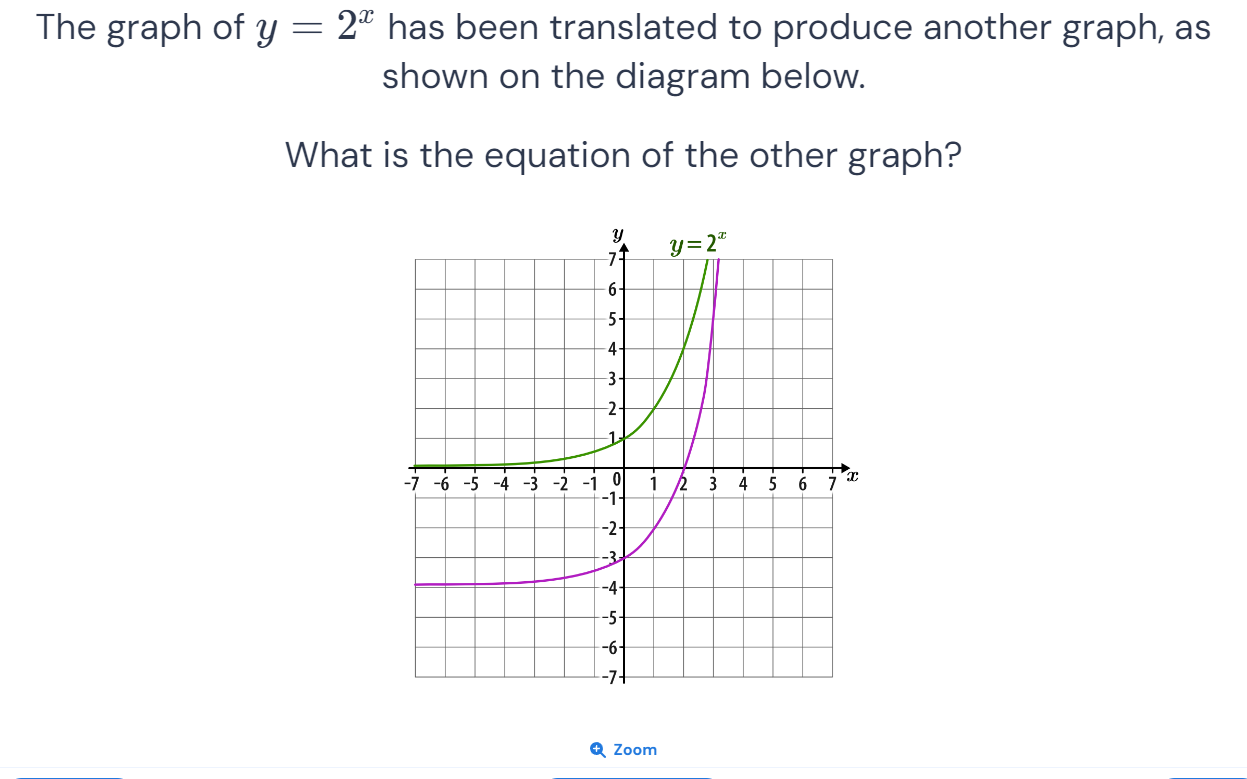 The graph of y = 2ˣ has been translated to produce another graph, as
shown on the diagram below.
What is the equation of the other graph?
y
y = 2ˣ
7
6
5
4
3
2
1
-7 -6 -5 -4 -3 -2 -1 0 1 2 3 4 5 6 7 x
-1
-2
-3
-4
-5
-6
-7
Zoom